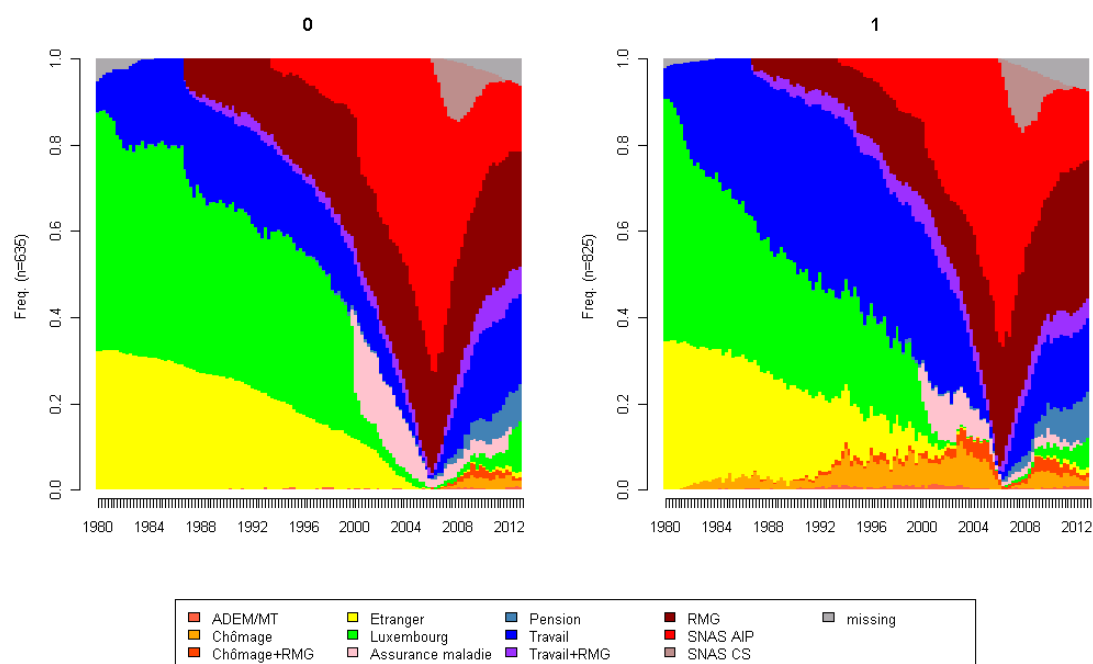 0
1
Freq. (n=635)
0.0 0.2 0.4 0.6 0.8 1.0
1980 1984 1988 1992 1996 2000 2004 2008 2012
Freq. (n=825)
0.0 0.2 0.4 0.6 0.8 1.0
1980 1984 1988 1992 1996 2000 2004 2008 2012
ADEM/MT Etranger Pension RMG missing
Chômage Luxembourg Travail SNAS AIP
Chômage+RMG Assurance maladie Travail+RMG SNAS CS